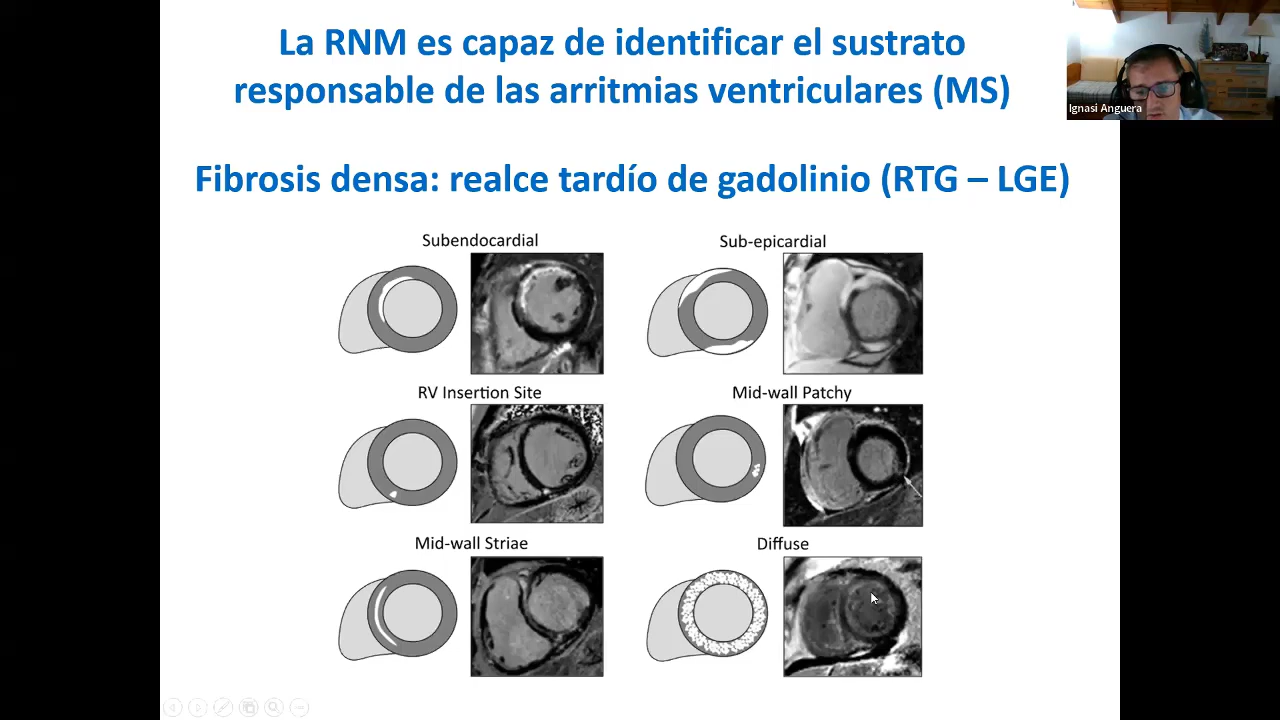 La RNM es capaz de identificar el sustrato
responsable de las arritmias ventriculares (MS)
Ignasi Anguera
Fibrosis densa: realce tardío de gadolinio (RTG – LGE)
Subendocardial
Sub-epicardial
RV Insertion Site
Mid-wall Patchy
Mid-wall Striae
Diffuse